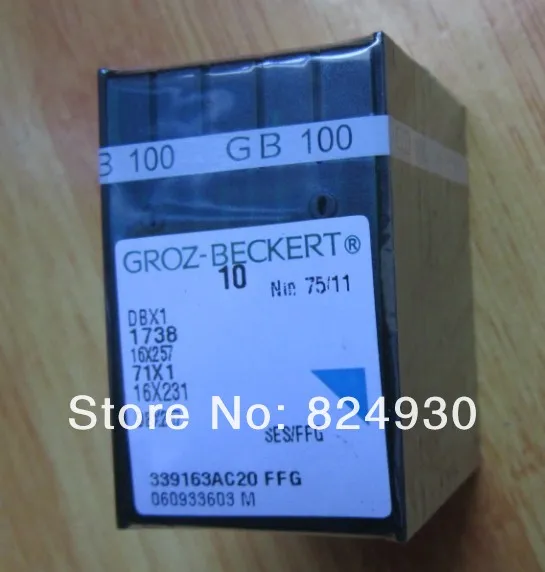 B 100 GB 100
GROZ-BECKERT®
10
Nm 75/11
DBX1
1738
16X257
71X1
16X231
Store No: 824930
SES/FFG
339163AC20 FFG
060933603 M